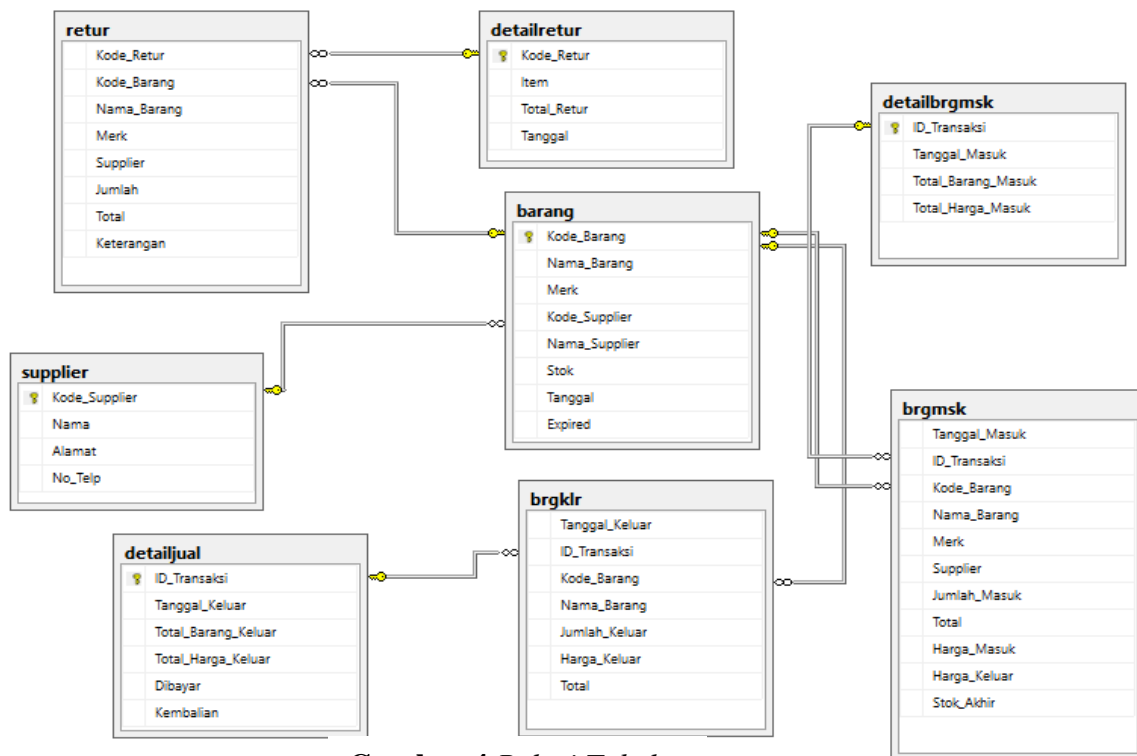 retur
Kode_Retur
Kode_Barang
Nama_Barang
Merk
Supplier
Jumlah
Total
Keterangan
detailretur
Kode_Retur
Item
Total_Retur
Tanggal
detailbrgmsk
ID_Transaksi
Tanggal_Masuk
Total_Barang_Masuk
Total_Harga_Masuk
barang
Kode_Barang
Nama_Barang
Merk
Kode_Supplier
Nama_Supplier
Stok
Tanggal
Expired
supplier
Kode_Supplier
Nama
Alamat
No_Telp
brgmsk
Tanggal_Masuk
ID_Transaksi
Kode_Barang
Nama_Barang
Merk
Supplier
Jumlah_Masuk
Total
Harga_Masuk
Harga_Keluar
Stok_Akhir
brgklr
Tanggal_Keluar
ID_Transaksi
Kode_Barang
Nama_Barang
Jumlah_Keluar
Harga_Keluar
Total
detailjual
ID_Transaksi
Tanggal_Keluar
Total_Barang_Keluar
Total_Harga_Keluar
Dibayar
Kembalian